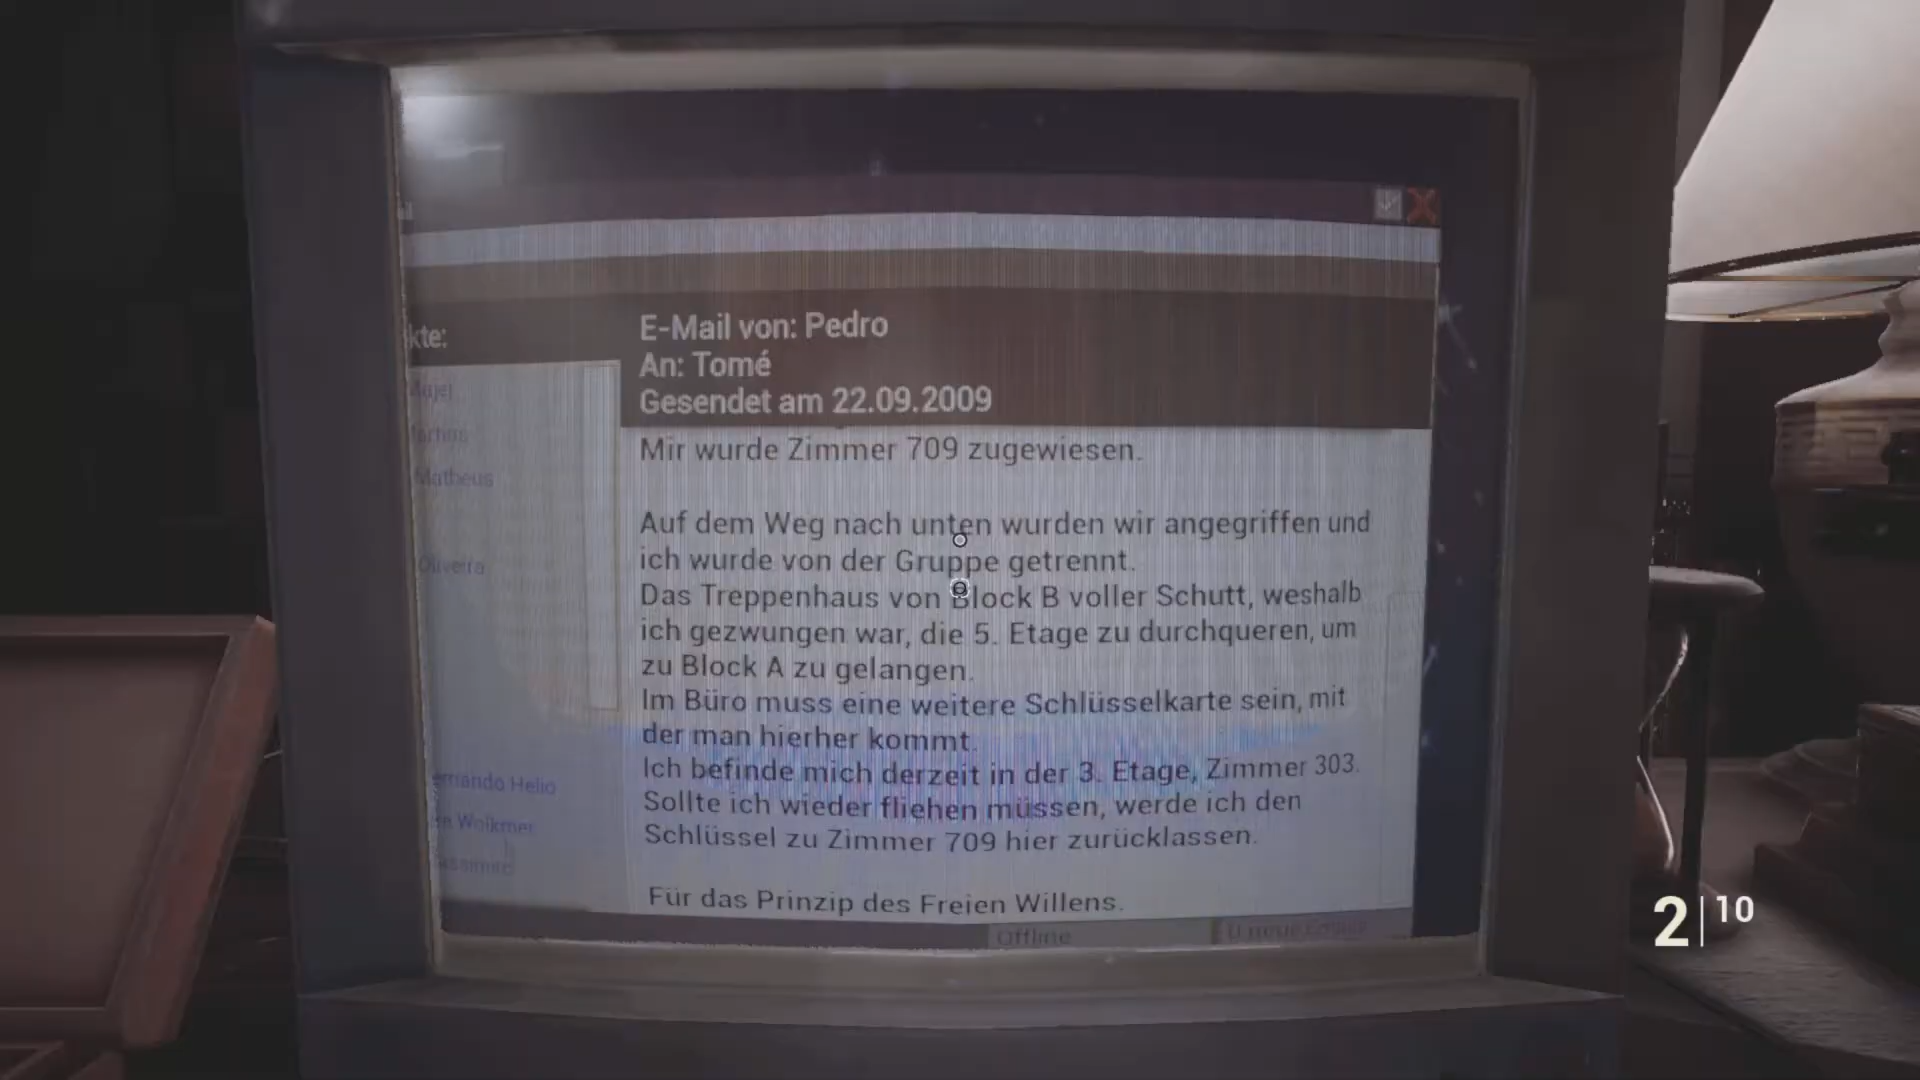 E-Mail von: Pedro
An: Tomé
Gesendet am 22.09.2009
kte:
Matheus
Oliveira
Mir wurde Zimmer 709 zugewiesen.
Auf dem Weg nach unten wurden wir angegriffen und
ich wurde von der Gruppe getrennt.
Das Treppenhaus von Block B voller Schutt, weshalb
ich gezwungen war, die 5. Etage zu durchqueren, um
zu Block A zu gelangen.
Im Büro muss eine weitere Schlüsselkarte sein, mit
der man hierher kommt.
Ich befinde mich derzeit in der 3. Etage, Zimmer 303.
Sollte ich wieder fliehen müssen, werde ich den
Schlüssel zu Zimmer 709 hier zurücklassen.
Für das Prinzip des Freien Willens.
Helio
Offline
2|10